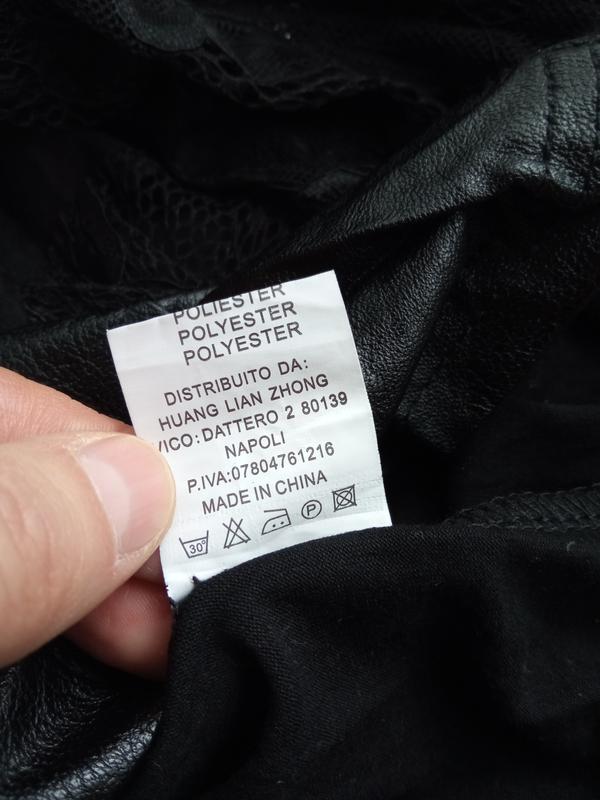 POLIESTER
POLYESTER
POLYESTER
DISTRIBUITO DA:
HUANG LIAN ZHONG
VICO: DATTERO 2 80139
NAPOLI
P.IVA:07804761216
MADE IN CHINA
30°
P